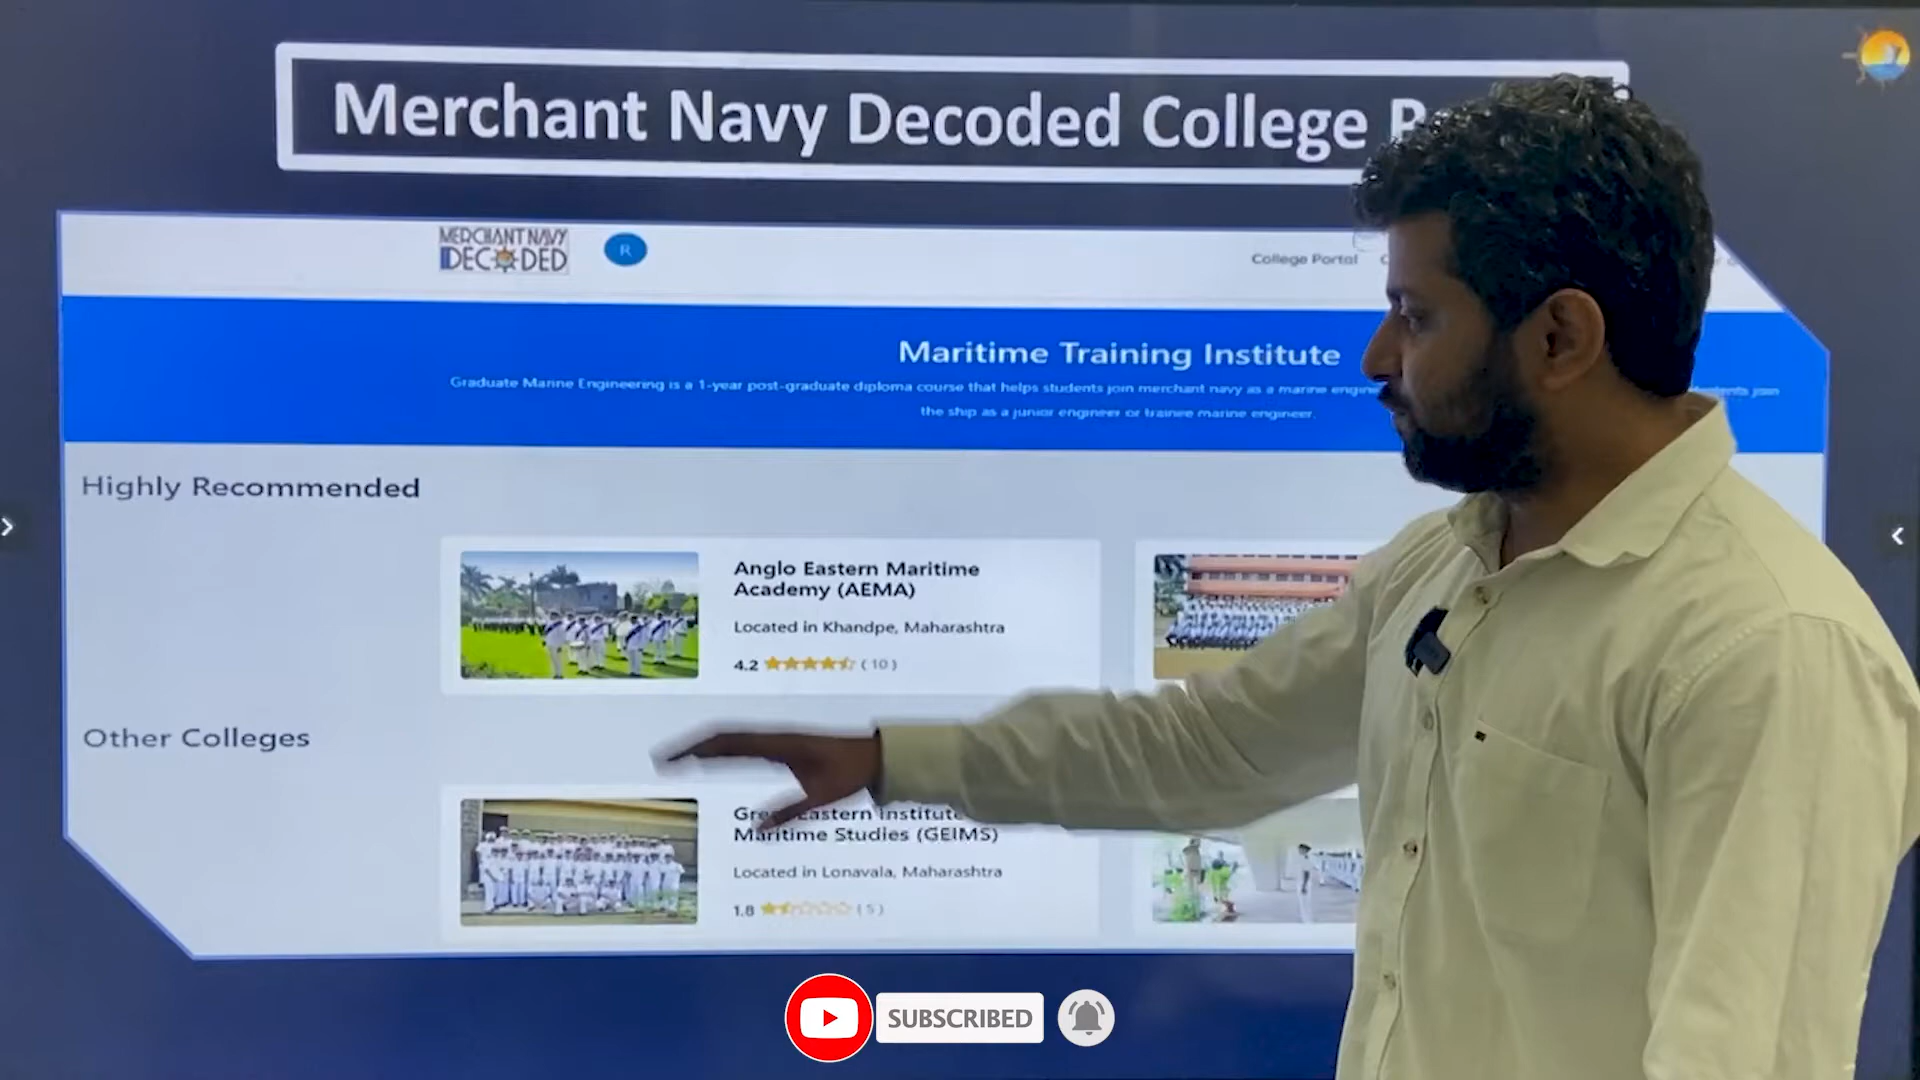 Merchant Navy Decoded College
MERCHANT NAVY
DECODED
R
College Portal
Maritime Training Institute
Graduate Marine Engineering is a 1-year post-graduate diploma course that helps students join merchant navy as a marine
the ship as a junior engineer or trainee marine engineer.
Highly Recommended
Anglo Eastern Maritime
Academy (AEMA)
Located in Khandpe, Maharashtra
4.2 (10)
Other Colleges
Eastern Institute
Maritime Studies (GEIMS)
Located in Lonavala, Maharashtra
1.8 (5)
SUBSCRIBED